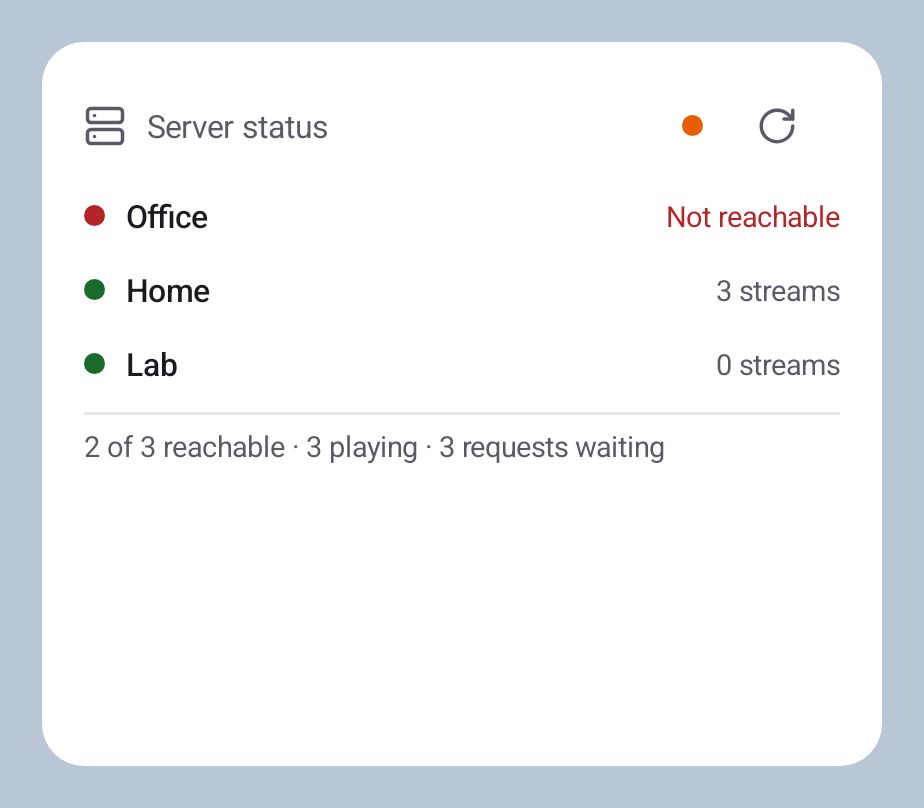 Server status
Office Not reachable
Home 3 streams
Lab 0 streams
2 of 3 reachable · 3 playing · 3 requests waiting